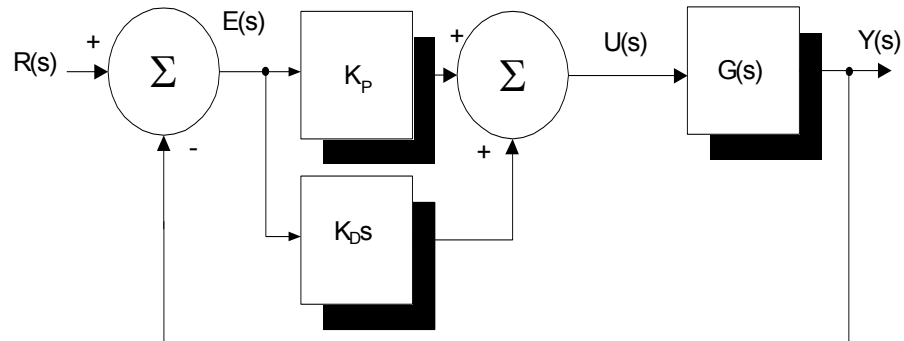 R(s)
+
Σ
-
E(s)
K_P
K_Ds
+
Σ
+
U(s)
G(s)
Y(s)